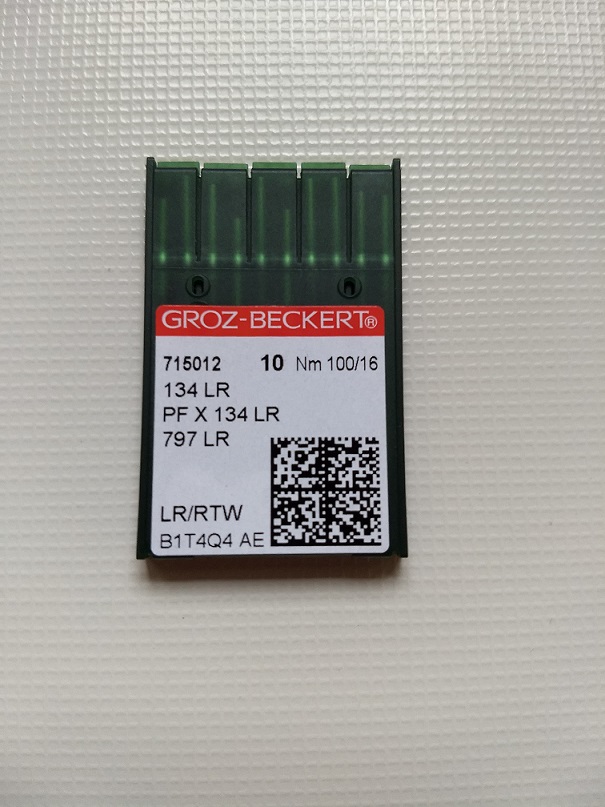 GROZ-BECKERT®
715012 10 Nm 100/16
134 LR
PF X 134 LR
797 LR
LR/RTW
B1T4Q4 AE